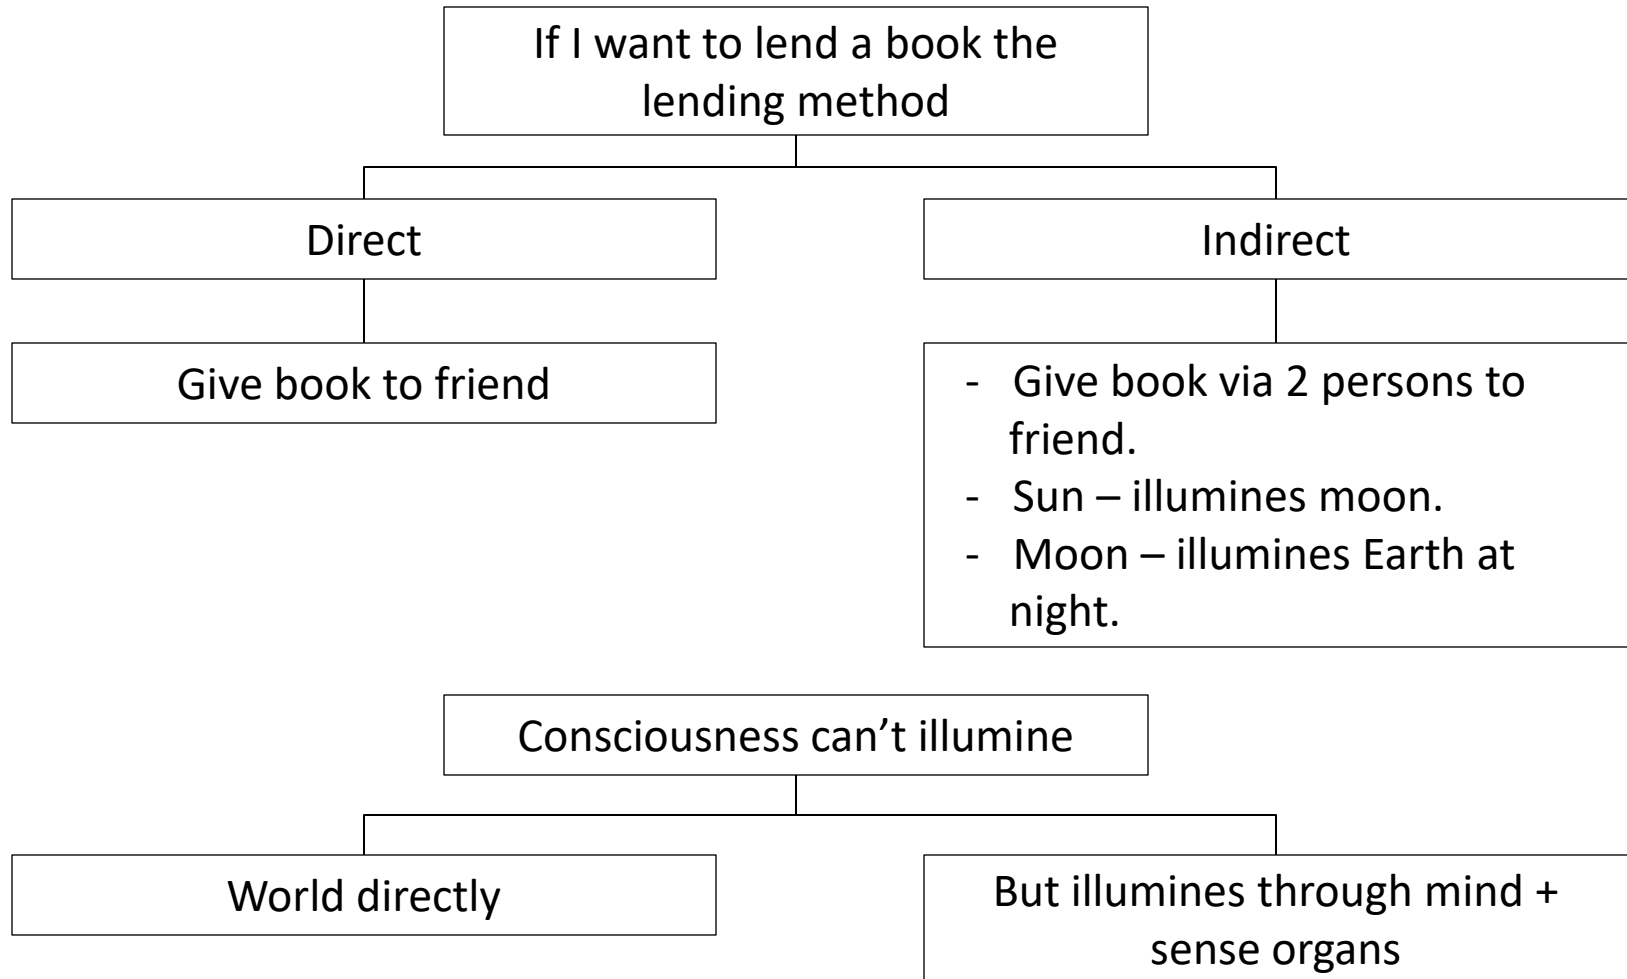 If I want to lend a book the
lending method
Direct
Indirect
Give book to friend
- Give book via 2 persons to
friend.
- Sun – illumines moon.
- Moon – illumines Earth at
night.
Consciousness can’t illumine
World directly
But illumines through mind +
sense organs